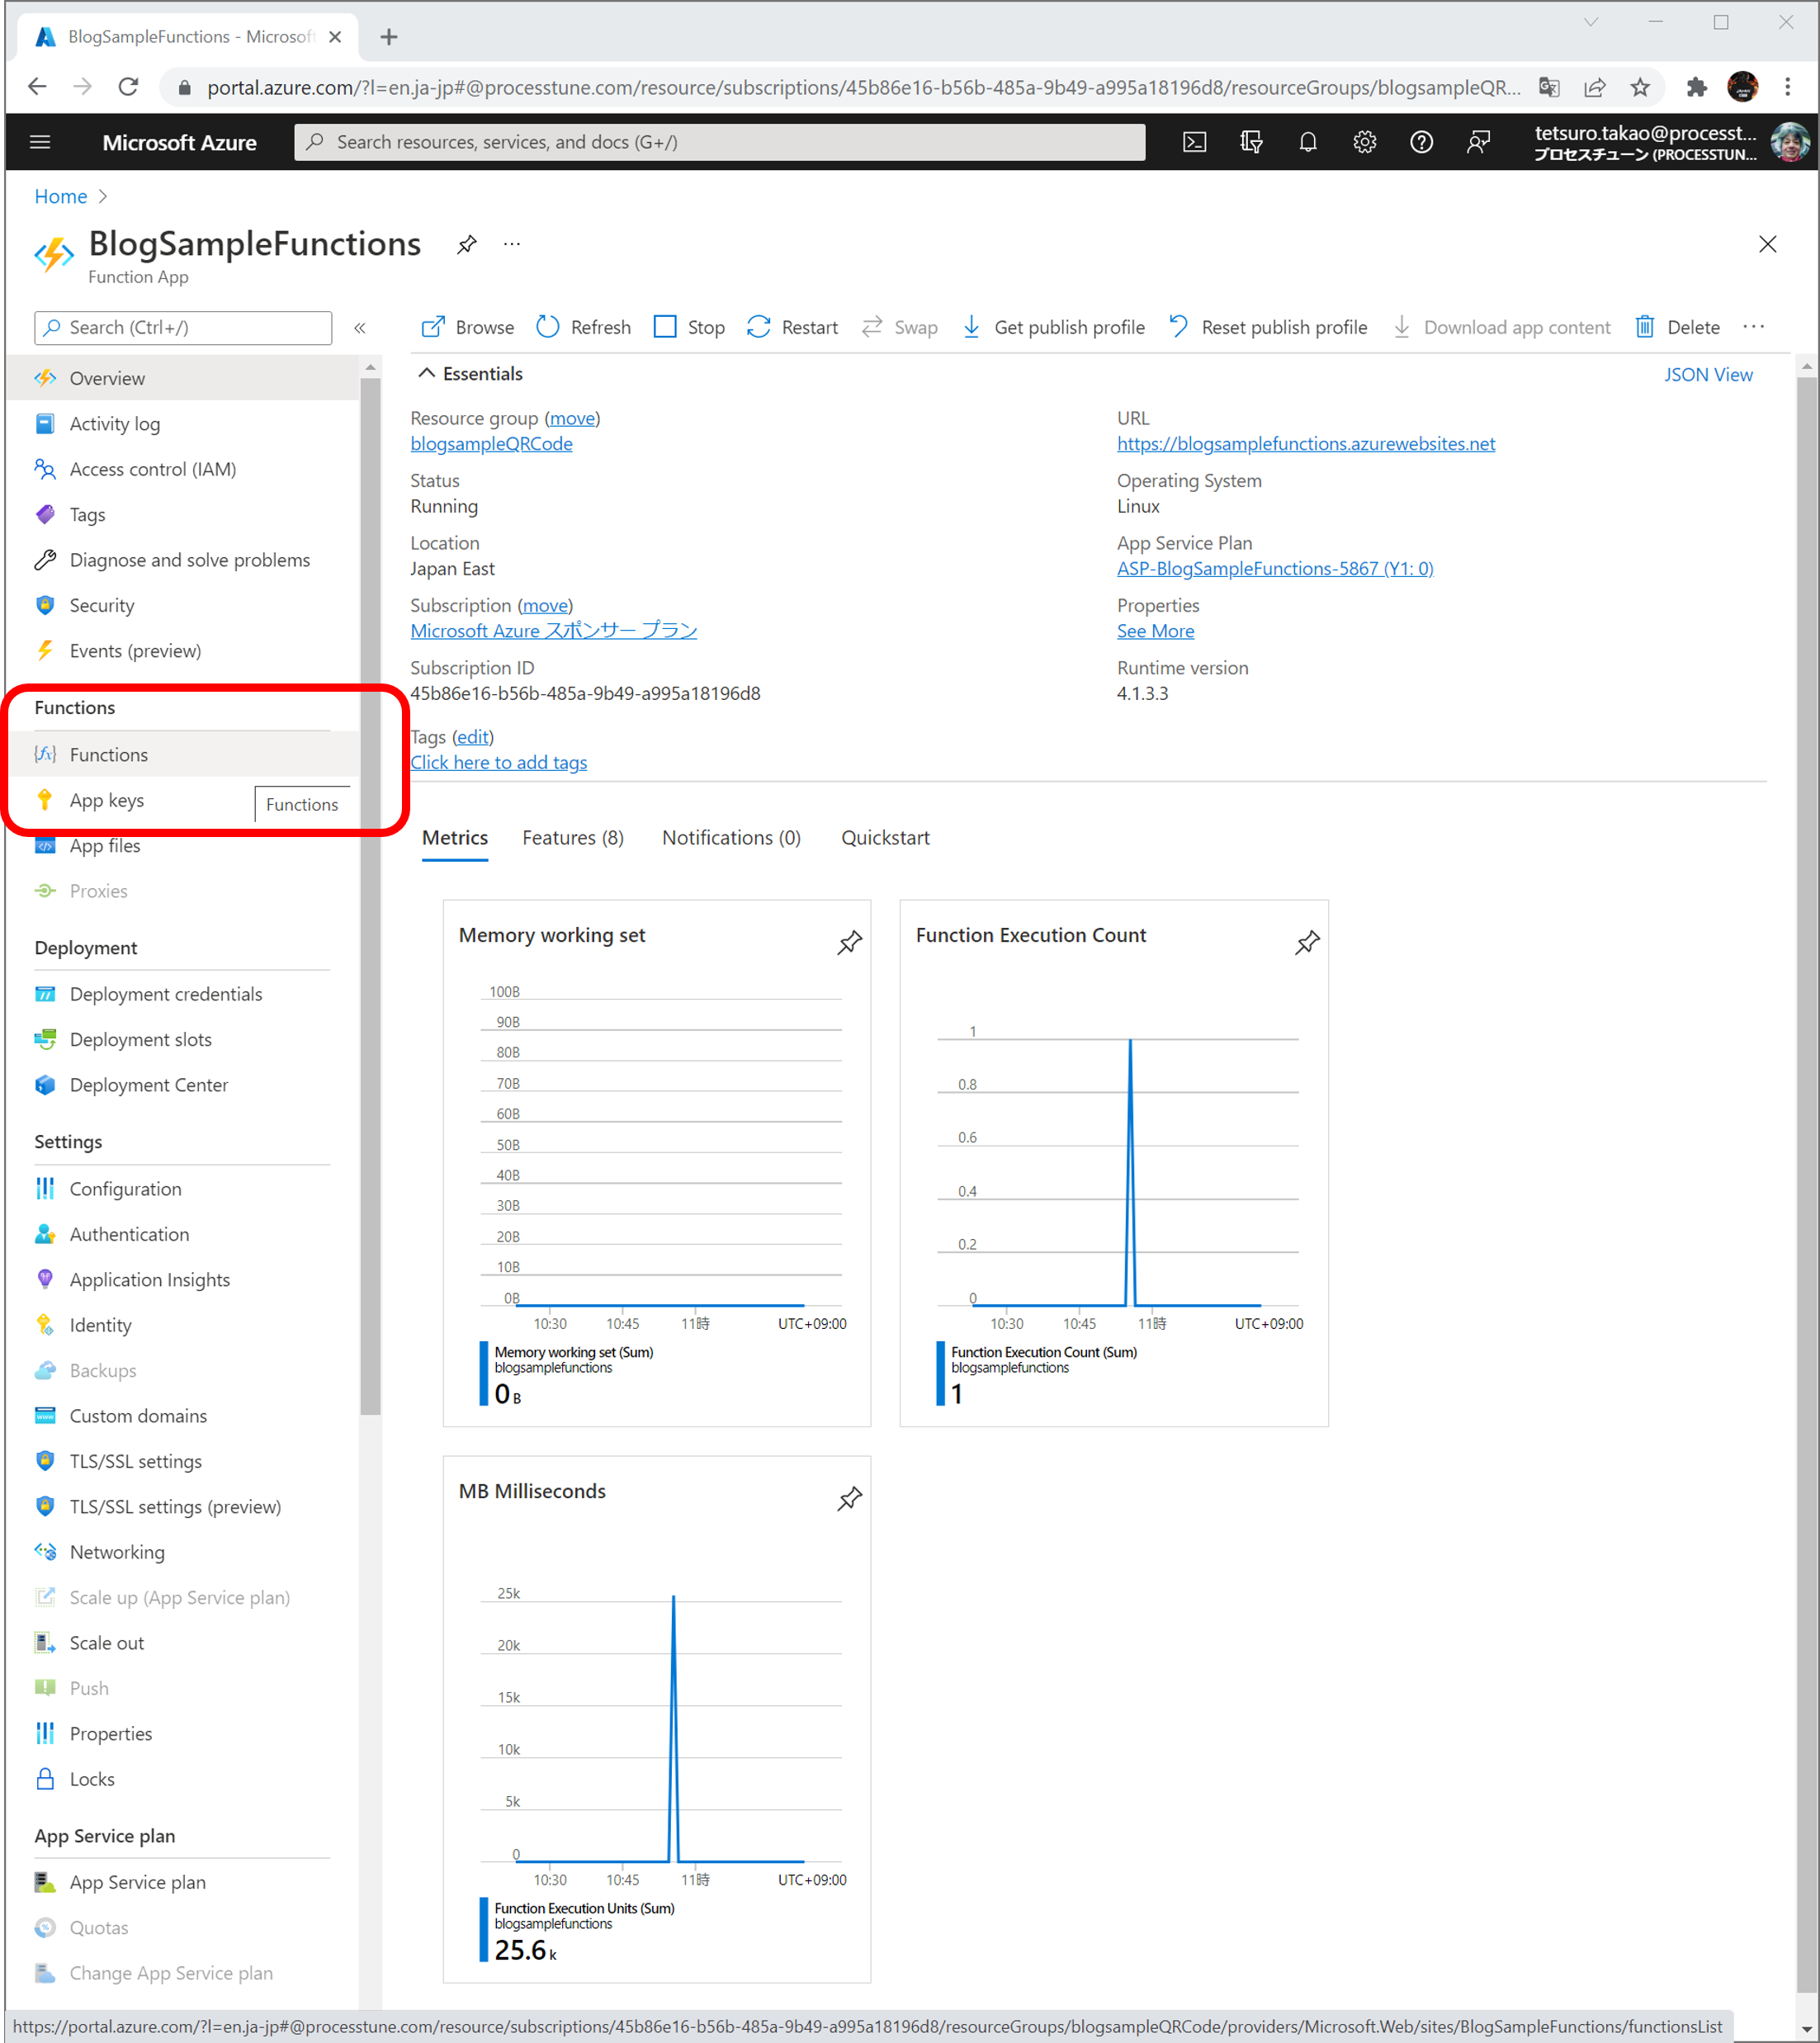 BlogSampleFunctions - Microsoft
portal.azure.com/?l=en.ja-jp#@processtune.com/resource/subscriptions/45b86e16-b56b-485a-9b49-a995a18196d8/resourceGroups/blogsampleQR...
Microsoft Azure
Search resources, services, and docs (G+/)
tetsuro.takao@processt...
プロセスチューン (PROCESSTUN...
Home
BlogSampleFunctions
...
Function App
Search (Ctrl+/)
«
Browse
Refresh
Stop
Restart
Swap
Get publish profile
Reset publish profile
Download app content
Delete
...
Overview
Activity log
Access control (IAM)
Tags
Diagnose and solve problems
Security
Events (preview)
Functions
Functions
App keys
Functions
App files
Proxies
Deployment
Deployment credentials
Deployment slots
Deployment Center
Settings
Configuration
Authentication
Application Insights
Identity
Backups
Custom domains
TLS/SSL settings
TLS/SSL settings (preview)
Networking
Scale up (App Service plan)
Scale out
Push
Properties
Locks
App Service plan
App Service plan
Quotas
Change App Service plan
Essentials
JSON View
Resource group (move)
blogsampleQRCode
Status
Running
Location
Japan East
Subscription (move)
Microsoft Azure スポンサー プラン
Subscription ID
45b86e16-b56b-485a-9b49-a995a18196d8
Tags (edit)
Click here to add tags
URL
https://blogsamplefunctions.azurewebsites.net
Operating System
Linux
App Service Plan
ASP-BlogSampleFunctions-5867 (Y1: 0)
Properties
See More
Runtime version
4.1.3.3
Metrics
Features (8)
Notifications (0)
Quickstart
Memory working set
100B
90B
80B
70B
60B
50B
40B
30B
20B
10B
0B
10:30 10:45 11時 UTC+09:00
Memory working set (Sum)
blogsamplefunctions
0 B
Function Execution Count
1
0.8
0.6
0.4
0.2
0
10:30 10:45 11時 UTC+09:00
Function Execution Count (Sum)
blogsamplefunctions
1
MB Milliseconds
25k
20k
15k
10k
5k
0
10:30 10:45 11時 UTC+09:00
Function Execution Units (Sum)
blogsamplefunctions
25.6 k
https://portal.azure.com/?l=en.ja-jp#@processtune.com/resource/subscriptions/45b86e16-b56b-485a-9b49-a995a18196d8/resourceGroups/blogsampleQRCode/providers/Microsoft.Web/sites/BlogSampleFunctions/functionsList